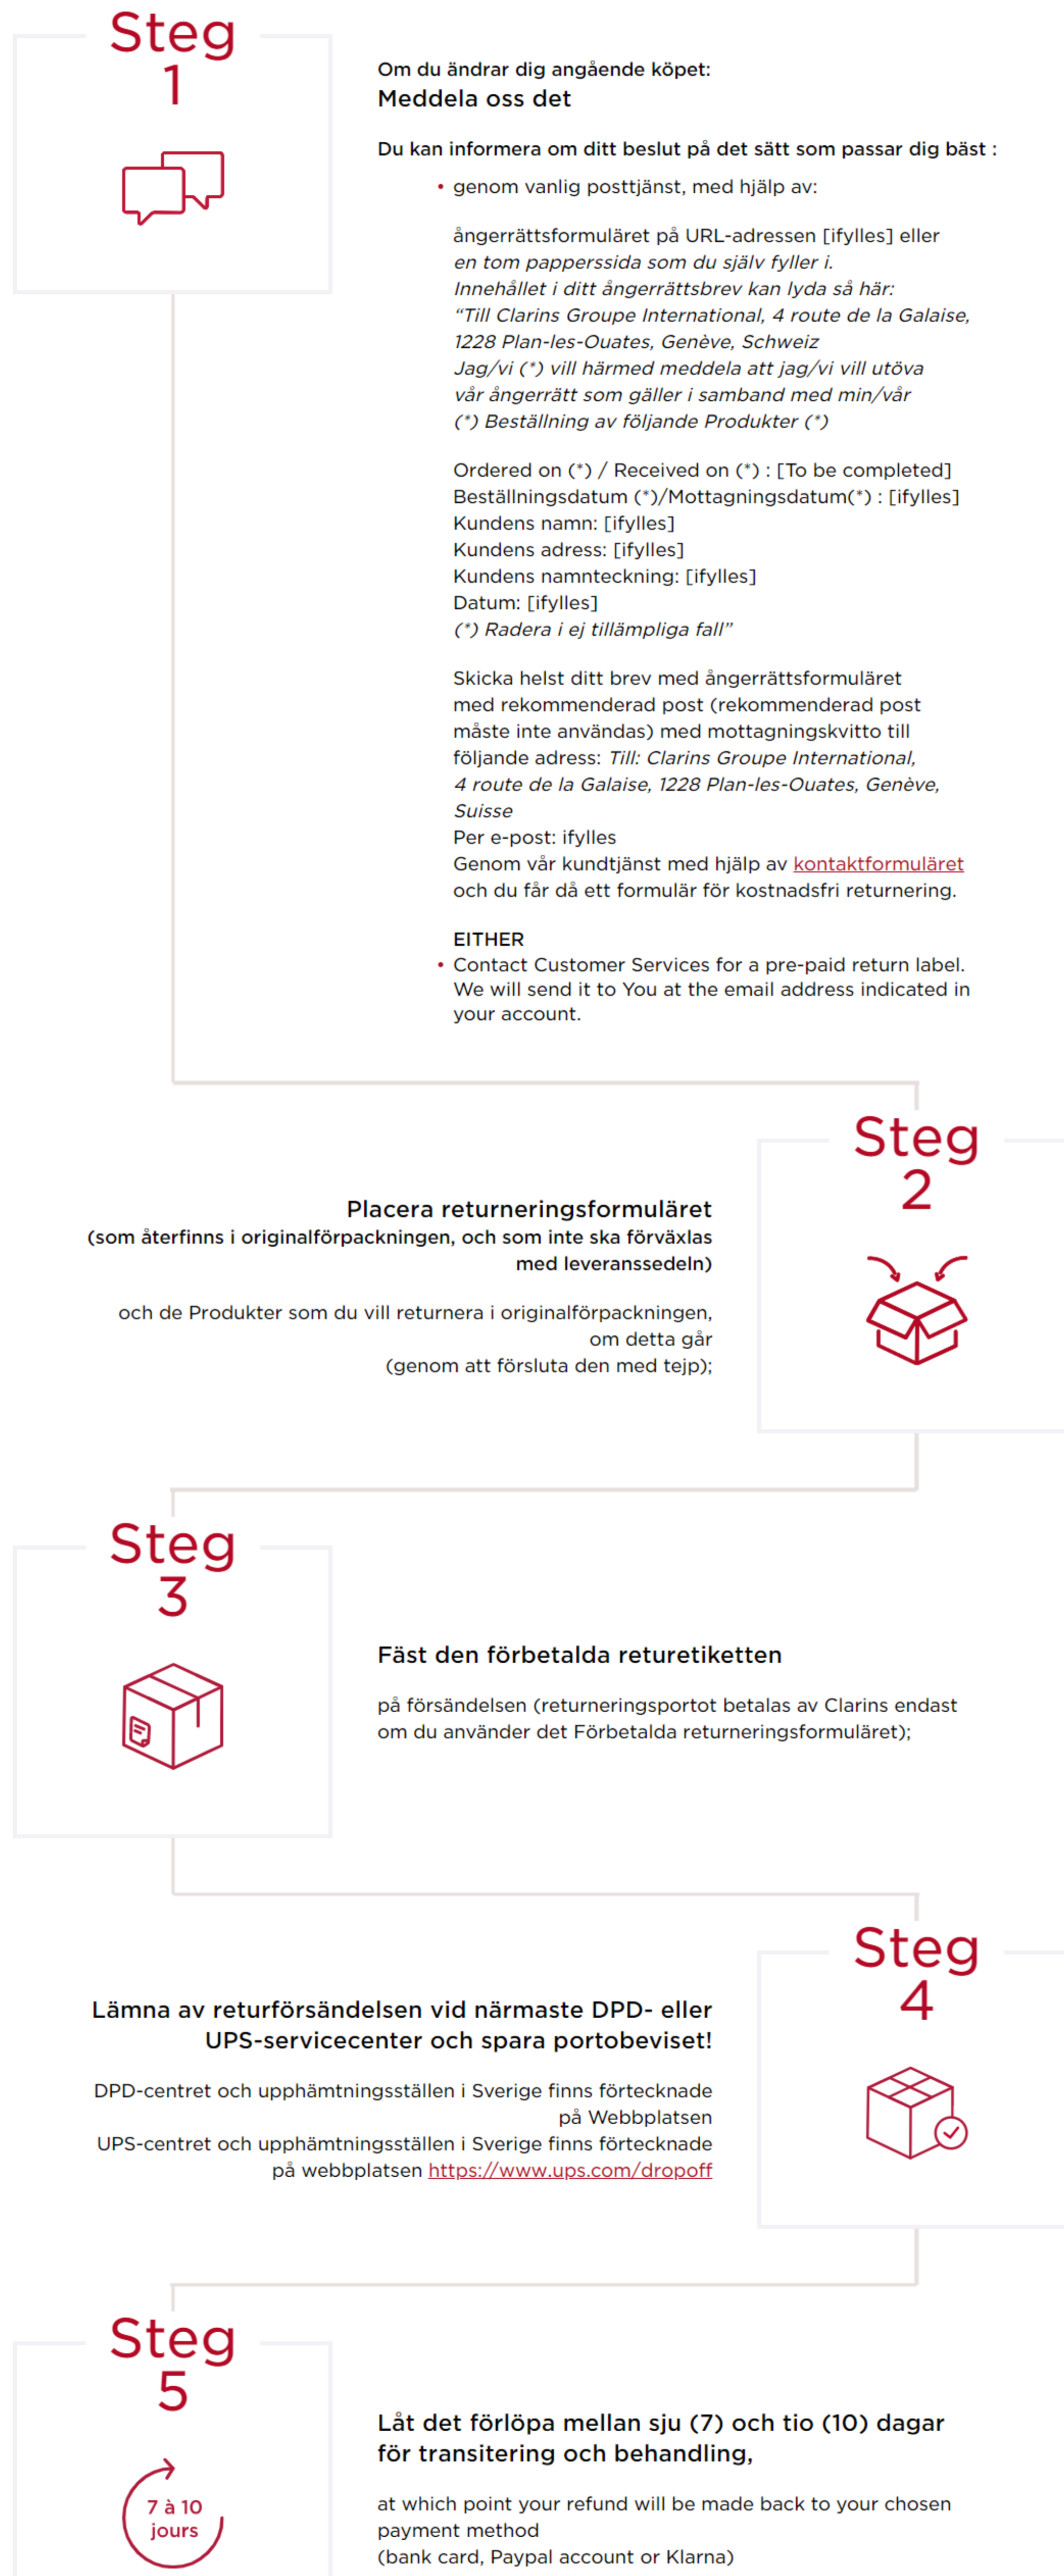 Steg
1
Om du ändrar dig angående köpet:
Meddela oss det
Du kan informera om ditt beslut på det sätt som passar dig bäst :
• genom vanlig posttjänst, med hjälp av:
ångerrättsformuläret på URL-adressen [ifylles] eller
en tom papperssida som du själv fyller i.
Innehållet i ditt ångerrättsbrev kan lyda så här:
“Till Clarins Groupe International, 4 route de la Galaise,
1228 Plan-les-Ouates, Genève, Schweiz
Jag/vi (*) vill härmed meddela att jag/vi vill utöva
vår ångerrätt som gäller i samband med min/vår
(*) Beställning av följande Produkter (*)
Ordered on (*) / Received on (*) : [To be completed]
Beställningsdatum (*)/Mottagningsdatum(*) : [ifylles]
Kundens namn: [ifylles]
Kundens adress: [ifylles]
Kundens namnteckning: [ifylles]
Datum: [ifylles]
(*) Radera i ej tillämpliga fall”
Skicka helst ditt brev med ångerrättsformuläret
med rekommenderad post (rekommenderad post
måste inte användas) med mottagningskvitto till
följande adress: Till: Clarins Groupe International,
4 route de la Galaise, 1228 Plan-les-Ouates, Genève,
Suisse
Per e-post: ifylles
Genom vår kundtjänst med hjälp av kontaktformuläret
och du får då ett formulär för kostnadsfri returnering.
EITHER
• Contact Customer Services for a pre-paid return label.
We will send it to You at the email address indicated in
your account.
Steg
2
Placera returneringsformuläret
(som återfinns i originalförpackningen, och som inte ska förväxlas
med leveranssedeln)
och de Produkter som du vill returnera i originalförpackningen,
om detta går
(genom att försluta den med tejp);
Steg
3
Fäst den förbetalda returetiketten
på försändelsen (returneringsportot betalas av Clarins endast
om du använder det Förbetalda returneringsformuläret);
Steg
4
Lämna av returförsändelsen vid närmaste DPD- eller
UPS-servicecenter och spara portobeviset!
DPD-centret och upphämtningsställen i Sverige finns förtecknade
på Webbplatsen
UPS-centret och upphämtningsställen i Sverige finns förtecknade
på webbplatsen https://www.ups.com/dropoff
Steg
5
7 à 10
jours
Låt det förlöpa mellan sju (7) och tio (10) dagar
för transitering och behandling,
at which point your refund will be made back to your chosen
payment method
(bank card, Paypal account or Klarna)